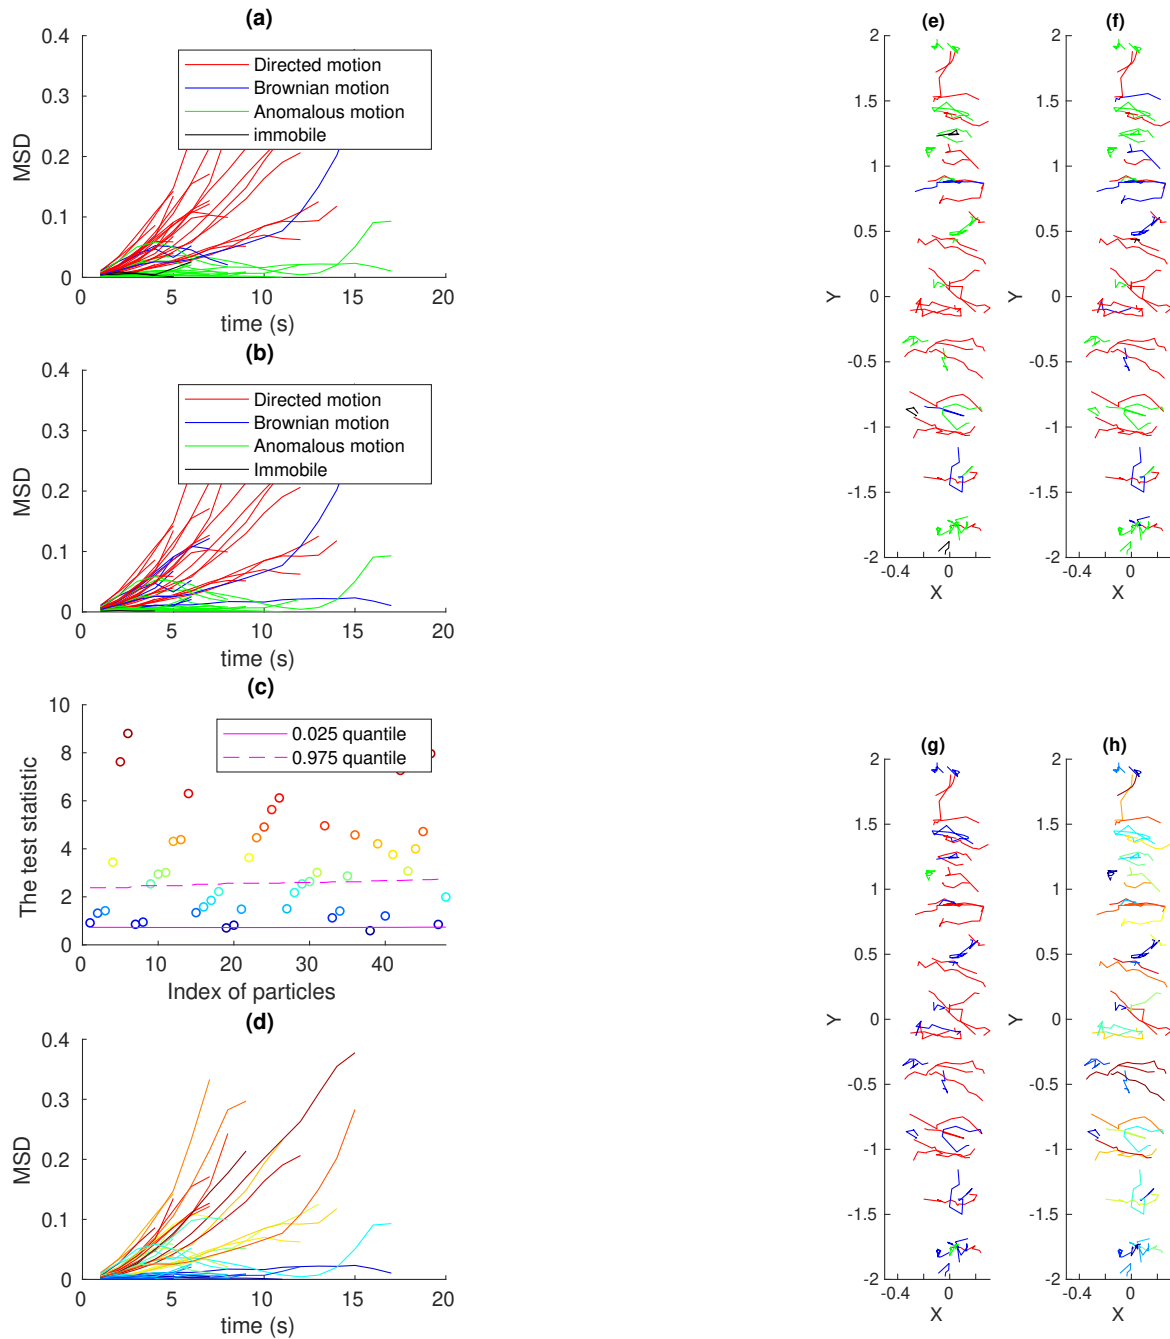 (a)
0.4
0.3
0.2
0.1
0
MSD
Directed motion
Brownian motion
Anomalous motion
immobile
0 5 10 15 20
time (s)
(b)
0.4
0.3
0.2
0.1
0
MSD
Directed motion
Brownian motion
Anomalous motion
Immobile
0 5 10 15 20
time (s)
(c)
10
8
6
4
2
0
The test statistic
0.025 quantile
0.975 quantile
0 10 20 30 40
Index of particles
(d)
0.4
0.3
0.2
0.1
0
MSD
0 5 10 15 20
time (s)
(e)
2
1.5
1
0.5
0
-0.5
-1
-1.5
-2
Y
-0.4 0
X
(f)
2
1.5
1
0.5
0
-0.5
-1
-1.5
-2
Y
-0.4 0
X
(g)
2
1.5
1
0.5
0
-0.5
-1
-1.5
-2
Y
-0.4 0
X
(h)
2
1.5
1
0.5
0
-0.5
-1
-1.5
-2
Y
-0.4 0
X